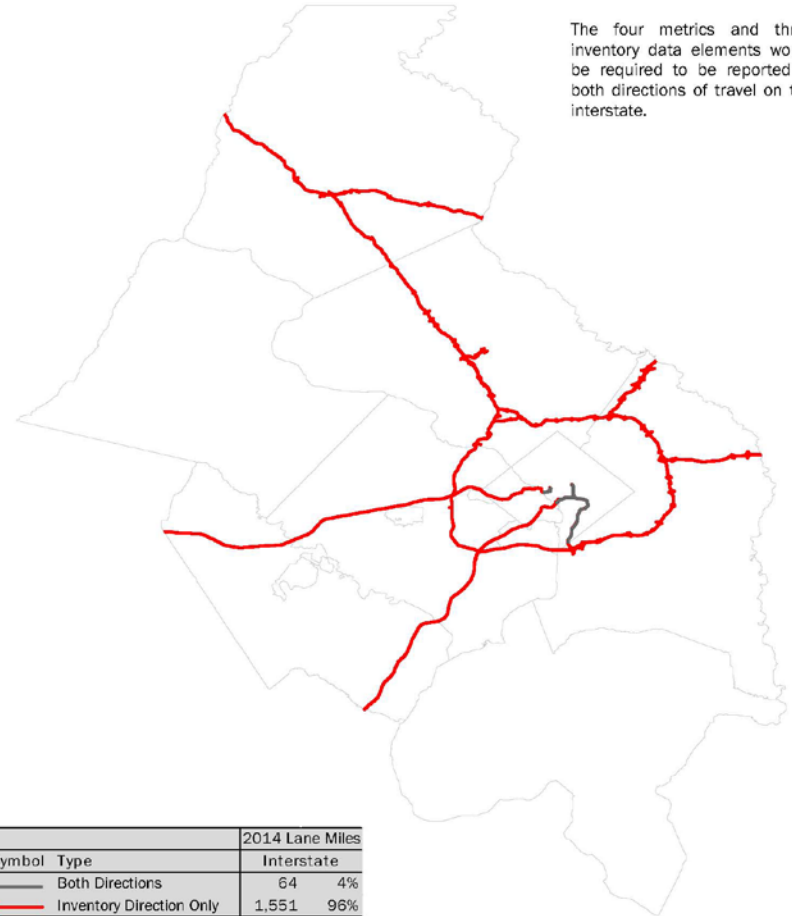 The four metrics and
inventory data elements
be required to be reported
both directions of travel on
interstate.
2014 Lane Miles
Type Interstate
Both Directions 64 4%
Inventory Direction Only 1,551 96%